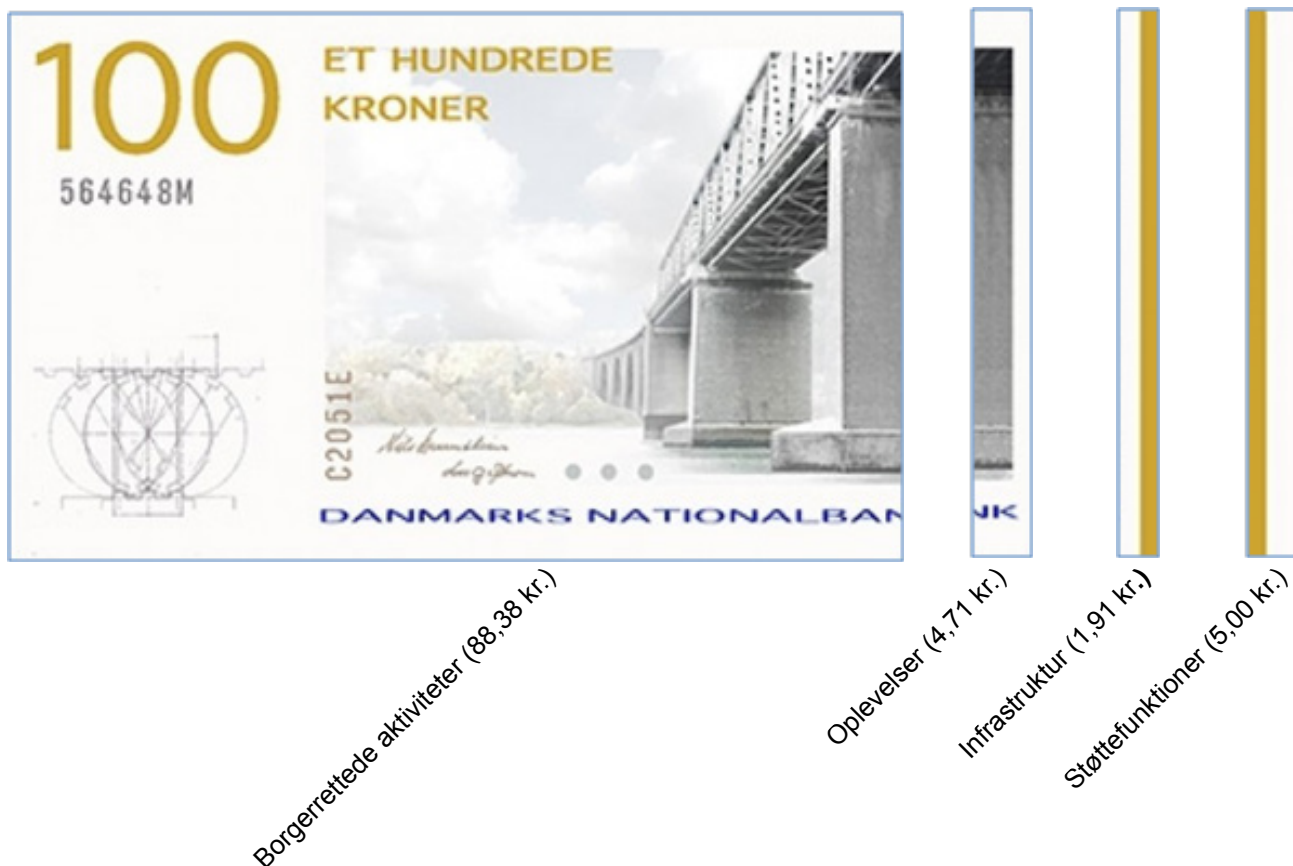 100
ET HUNDREDE
KRONER
564648M
C2051E
DANMARKS NATIONALBAN
NK
Borgerrettede aktiviteter (88,38 kr.)
Oplevelser (4,71 kr.)
Infrastruktur (1,91 kr.)
Støttefunktioner (5,00 kr.)